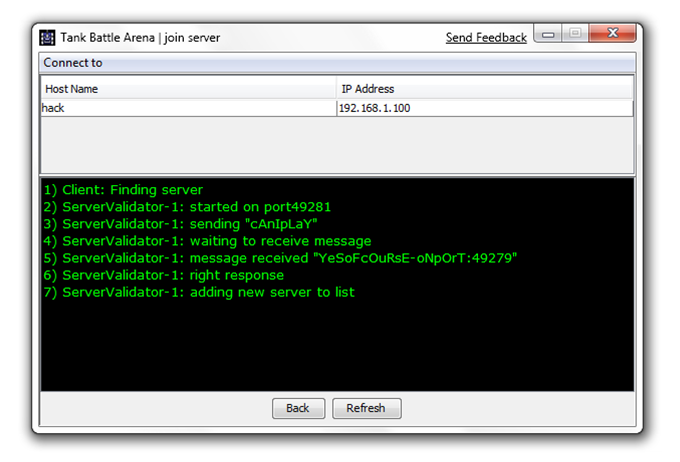 Tank Battle Arena | join server Send Feedback
Connect to
Host Name IP Address
hack 192.168.1.100
1) Client: Finding server
2) ServerValidator-1: started on port49281
3) ServerValidator-1: sending "cAnIpLaY"
4) ServerValidator-1: waiting to receive message
5) ServerValidator-1: message received "YeSoFcOuRsE-oNpOrT:49279"
6) ServerValidator-1: right response
7) ServerValidator-1: adding new server to list
Back Refresh